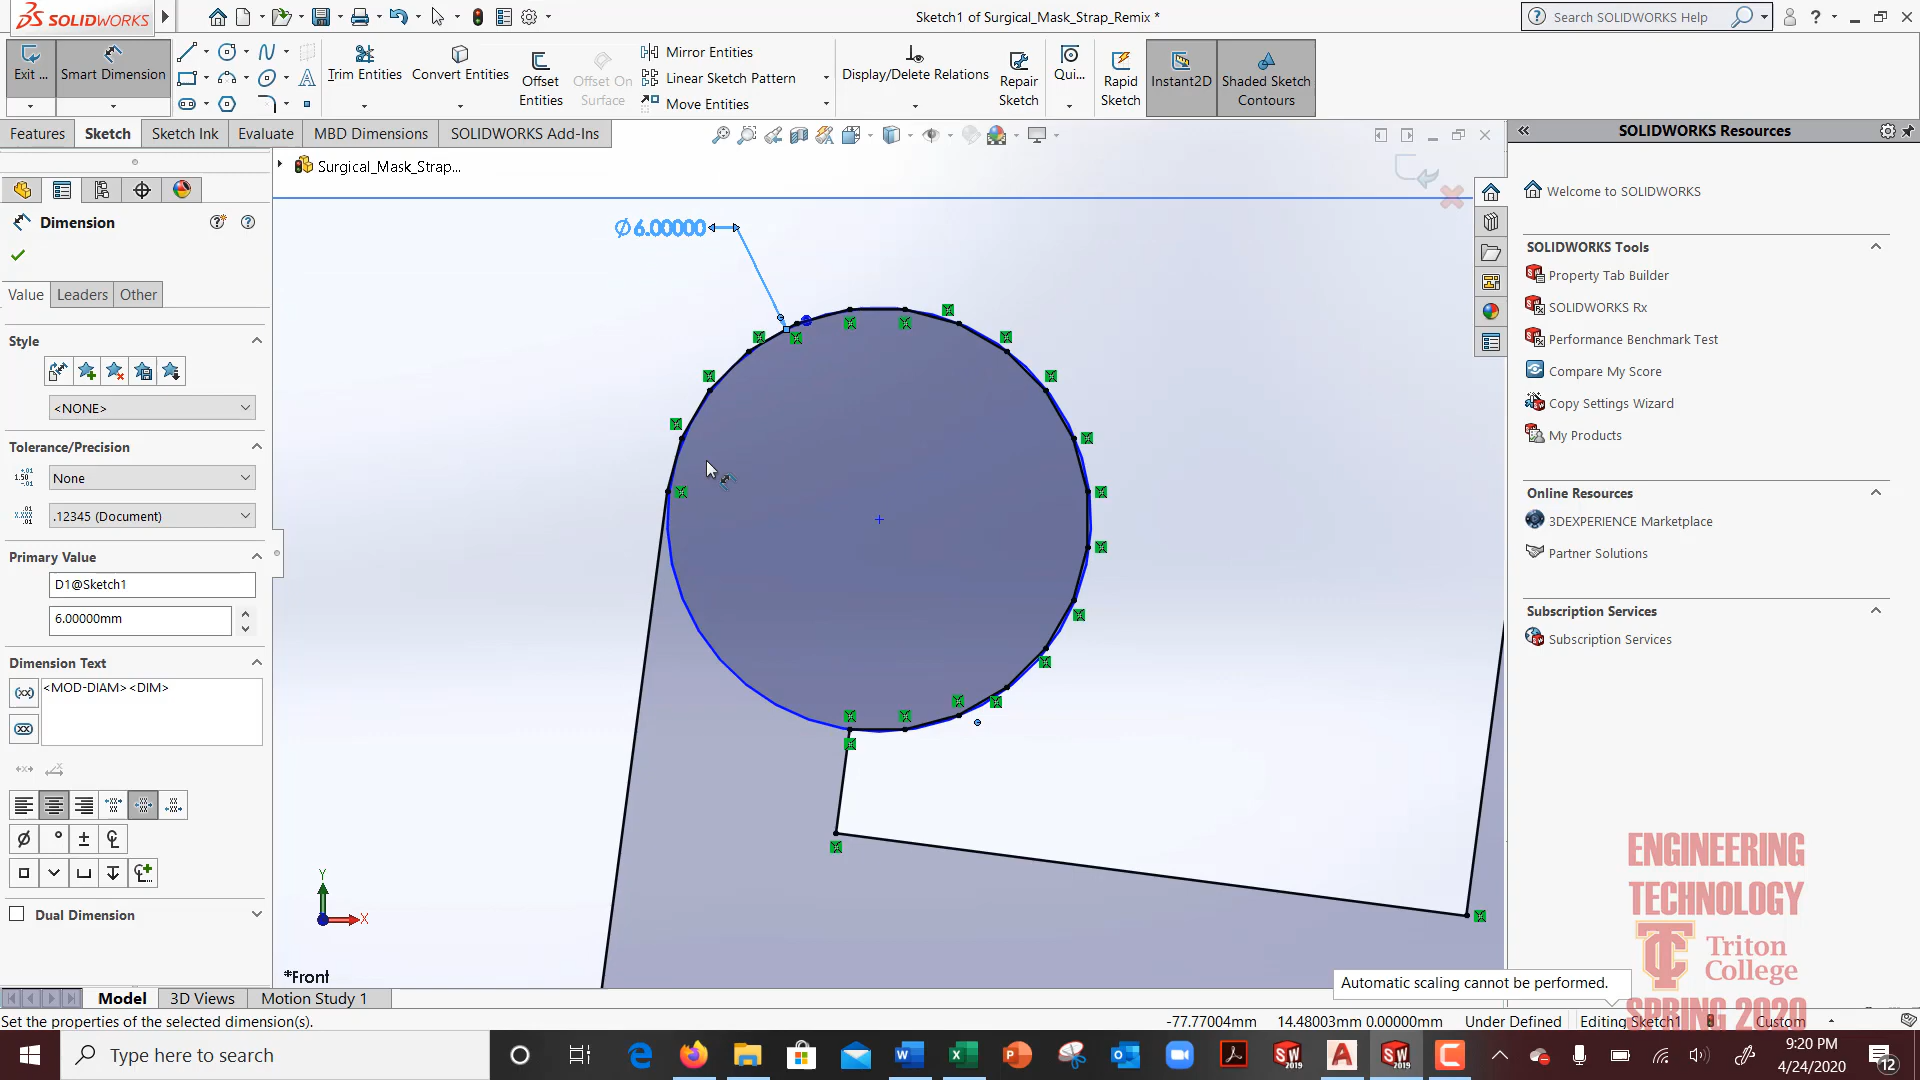 SOLIDWORKS
Sketch1 of Surgical_Mask_Strap_Remix *
Search SOLIDWORKS Help
Exit ...
Smart Dimension
Trim Entities
Convert Entities
Offset Entities
Offset On Surface
Mirror Entities
Linear Sketch Pattern
Move Entities
Display/Delete Relations
Repair Sketch
Qui...
Rapid Sketch
Instant2D
Shaded Sketch Contours
Features
Sketch
Sketch Ink
Evaluate
MBD Dimensions
SOLIDWORKS Add-Ins
Surgical_Mask_Strap...
SOLIDWORKS Resources
Welcome to SOLIDWORKS
SOLIDWORKS Tools
Property Tab Builder
SOLIDWORKS Rx
Performance Benchmark Test
Compare My Score
Copy Settings Wizard
My Products
Online Resources
3DEXPERIENCE Marketplace
Partner Solutions
Subscription Services
Subscription Services
Dimension
Value
Leaders
Other
Style
<NONE>
Tolerance/Precision
None
.12345 (Document)
Primary Value
D1@Sketch1
6.00000mm
Dimension Text
<MOD-DIAM><DIM>
Dual Dimension
Ø6.00000
Y
X
*Front
Automatic scaling cannot be performed.
ENGINEERING
TECHNOLOGY
Triton
College
SPRING 2020
Model
3D Views
Motion Study 1
Set the properties of the selected dimension(s).
-77.77004mm
14.48003mm 0.00000mm
Under Defined
Editing Sketch1
Custom
Type here to search
9:20 PM
4/24/2020
12